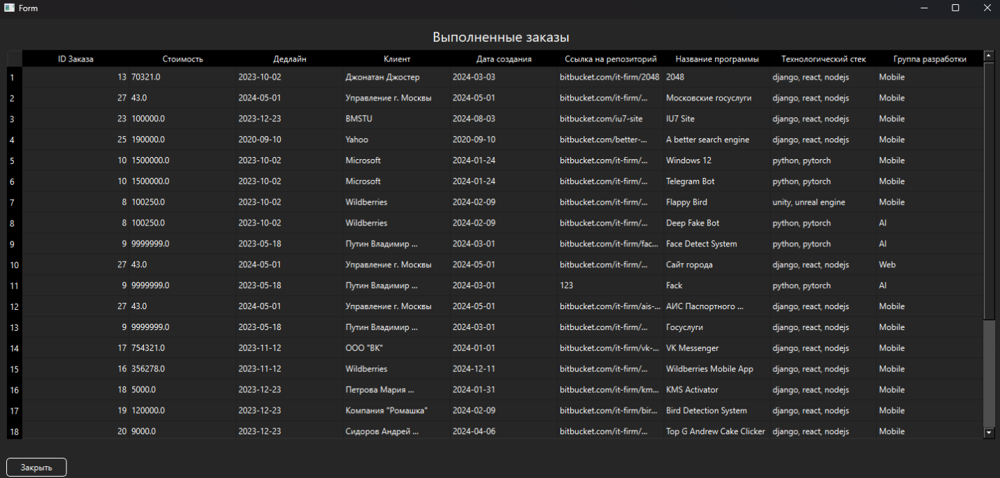 Form
Выполненные заказы
ID Заказа Стоимость Дедлайн Клиент Дата создания Ссылка на репозиторий Название программы Технологический стек Группа разработки
1 13 70321.0 2023-10-02 Джонатан Джостер 2024-03-03 bitbucket.com/it-firm/2048 2048 django, react, nodejs Mobile
2 27 43.0 2024-05-01 Управление г. Москвы 2024-05-01 bitbucket.com/it-firm/... Московские госуслуги django, react, nodejs Mobile
3 23 100000.0 2023-12-23 BMSTU 2024-08-03 bitbucket.com/iu7-site IU7 Site django, react, nodejs Mobile
4 25 190000.0 2020-09-10 Yahoo 2020-09-10 bitbucket.com/better-... A better search engine django, react, nodejs Mobile
5 10 1500000.0 2023-10-02 Microsoft 2024-01-24 bitbucket.com/it-firm/... Windows 12 python, pytorch Mobile
6 10 1500000.0 2023-10-02 Microsoft 2024-01-24 bitbucket.com/it-firm/... Telegram Bot python, pytorch Mobile
7 8 100250.0 2023-10-02 Wildberries 2024-02-09 bitbucket.com/it-firm/... Flappy Bird unity, unreal engine Mobile
8 8 100250.0 2023-10-02 Wildberries 2024-02-09 bitbucket.com/it-firm/... Deep Fake Bot python, pytorch AI
9 9 9999999.0 2023-05-18 Путин Владимир ... 2024-03-01 bitbucket.com/it-firm/fac... Face Detect System python, pytorch AI
10 27 43.0 2024-05-01 Управление г. Москвы 2024-05-01 bitbucket.com/it-firm/... Сайт города django, react, nodejs Web
11 9 9999999.0 2023-05-18 Путин Владимир ... 2024-03-01 123 Fack python, pytorch AI
12 27 43.0 2024-05-01 Управление г. Москвы 2024-05-01 bitbucket.com/it-firm/ais-... АИС Паспортного ... django, react, nodejs Mobile
13 9 9999999.0 2023-05-18 Путин Владимир ... 2024-03-01 bitbucket.com/it-firm/... Госуслуги django, react, nodejs Mobile
14 17 754321.0 2023-11-12 ООО "ВК" 2024-01-01 bitbucket.com/it-firm/vk-... VK Messenger django, react, nodejs Mobile
15 16 356278.0 2023-11-12 Wildberries 2024-12-11 bitbucket.com/it-firm/... Wildberries Mobile App django, react, nodejs Mobile
16 18 5000.0 2023-12-23 Петрова Мария ... 2024-01-31 bitbucket.com/it-firm/km... KMS Activator django, react, nodejs Mobile
17 19 120000.0 2023-12-23 Компания "Ромашка" 2024-02-09 bitbucket.com/it-firm/bir... Bird Detection System django, react, nodejs Mobile
18 20 9000.0 2023-12-23 Сидоров Андрей ... 2024-04-06 bitbucket.com/it-firm/... Top G Andrew Cake Clicker django, react, nodejs Mobile
Закрыть